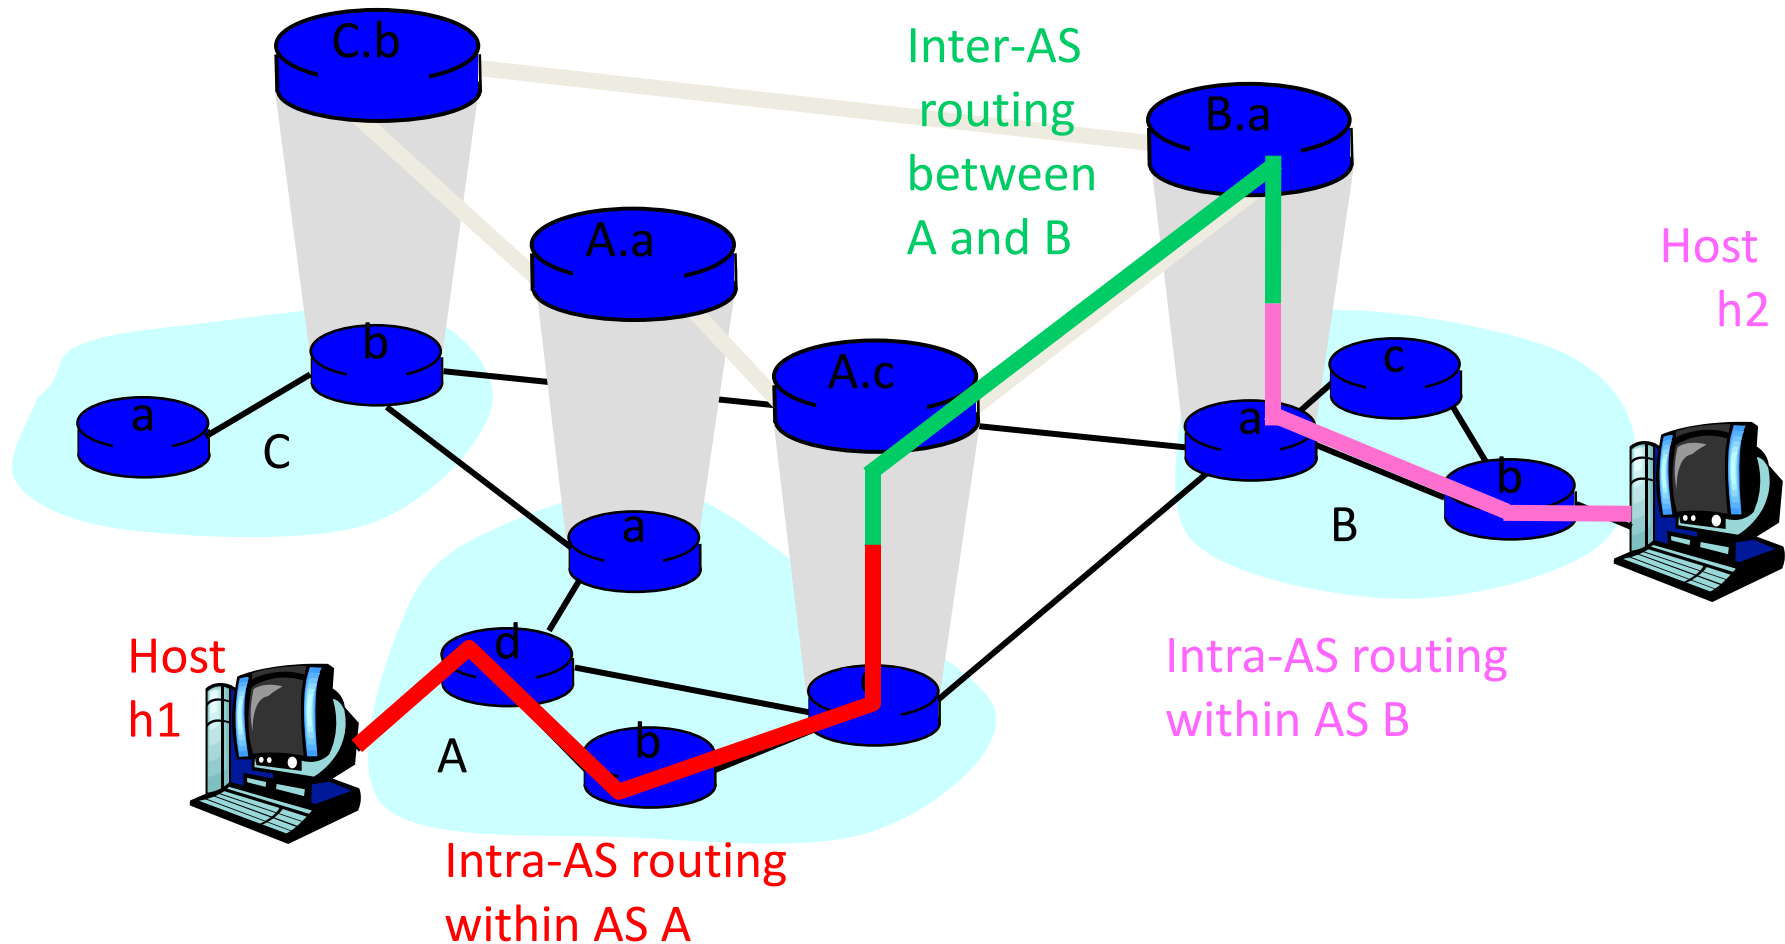 C.b
Inter-AS
routing
between
A and B
B.a
A.a
Host
h2
b
c
A.c
a
a
C
b
a
B
d
Host
h1
b
A
Intra-AS routing
within AS B
Intra-AS routing
within AS A